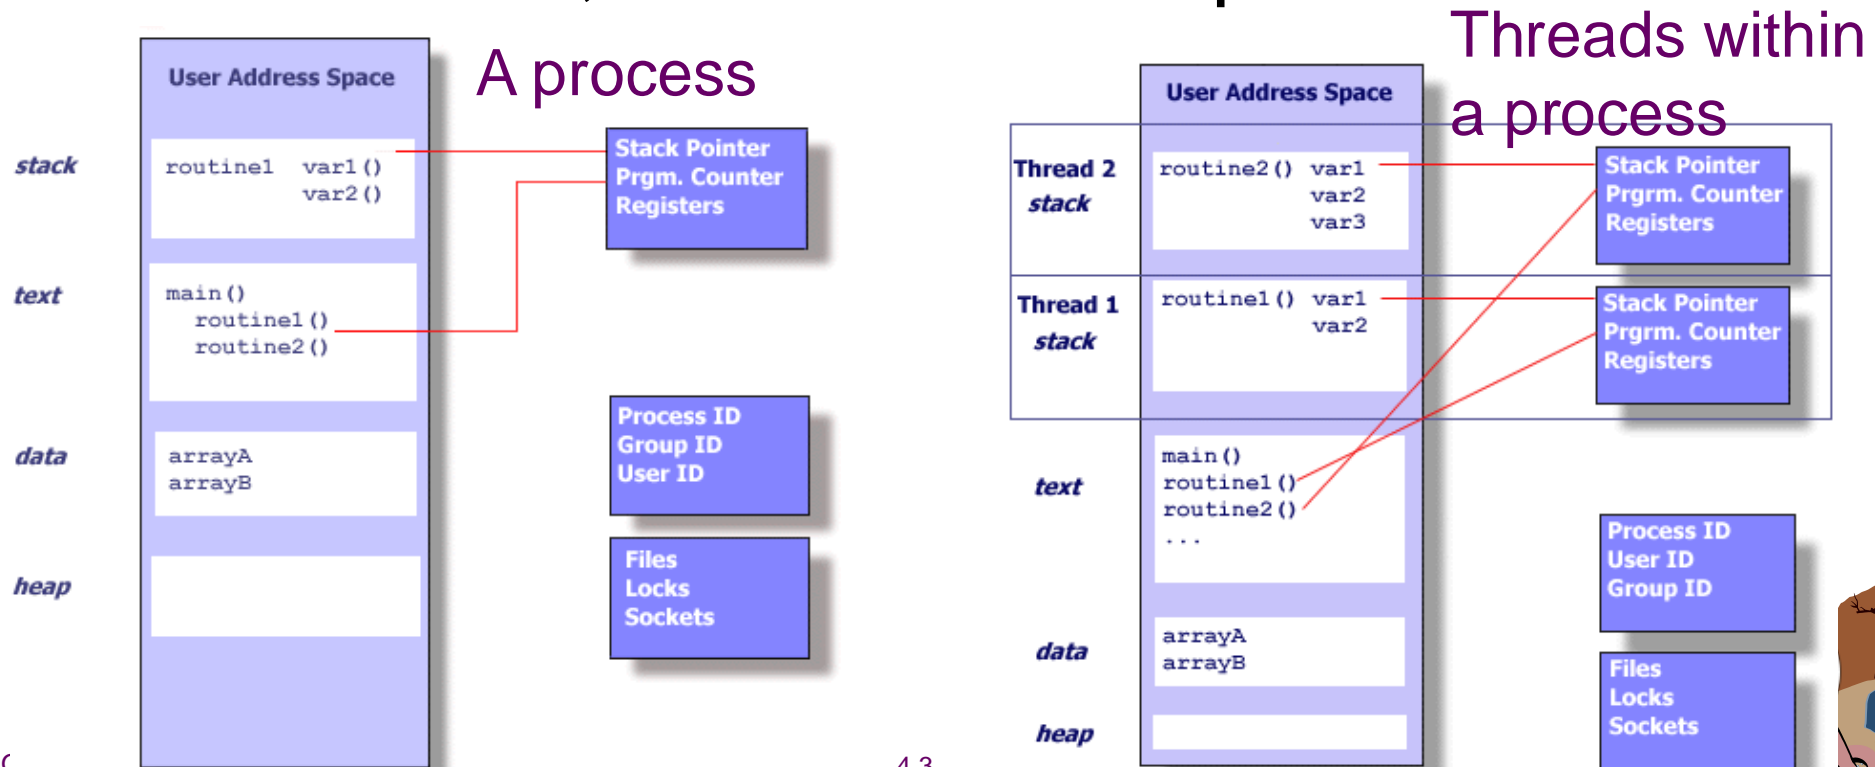 A process
User Address Space
stack
routine1 var1()
var2()
Stack Pointer
Prgm. Counter
Registers
text
main()
routine1()
routine2()
data
arrayA
arrayB
Process ID
Group ID
User ID
heap
Files
Locks
Sockets
Threads within
a process
User Address Space
Thread 2
stack
routine2() var1
var2
var3
Stack Pointer
Prgrm. Counter
Registers
Thread 1
stack
routine1() var1
var2
Stack Pointer
Prgrm. Counter
Registers
text
main()
routine1()
routine2()
...
Process ID
User ID
Group ID
data
arrayA
arrayB
heap
Files
Locks
Sockets
4.3